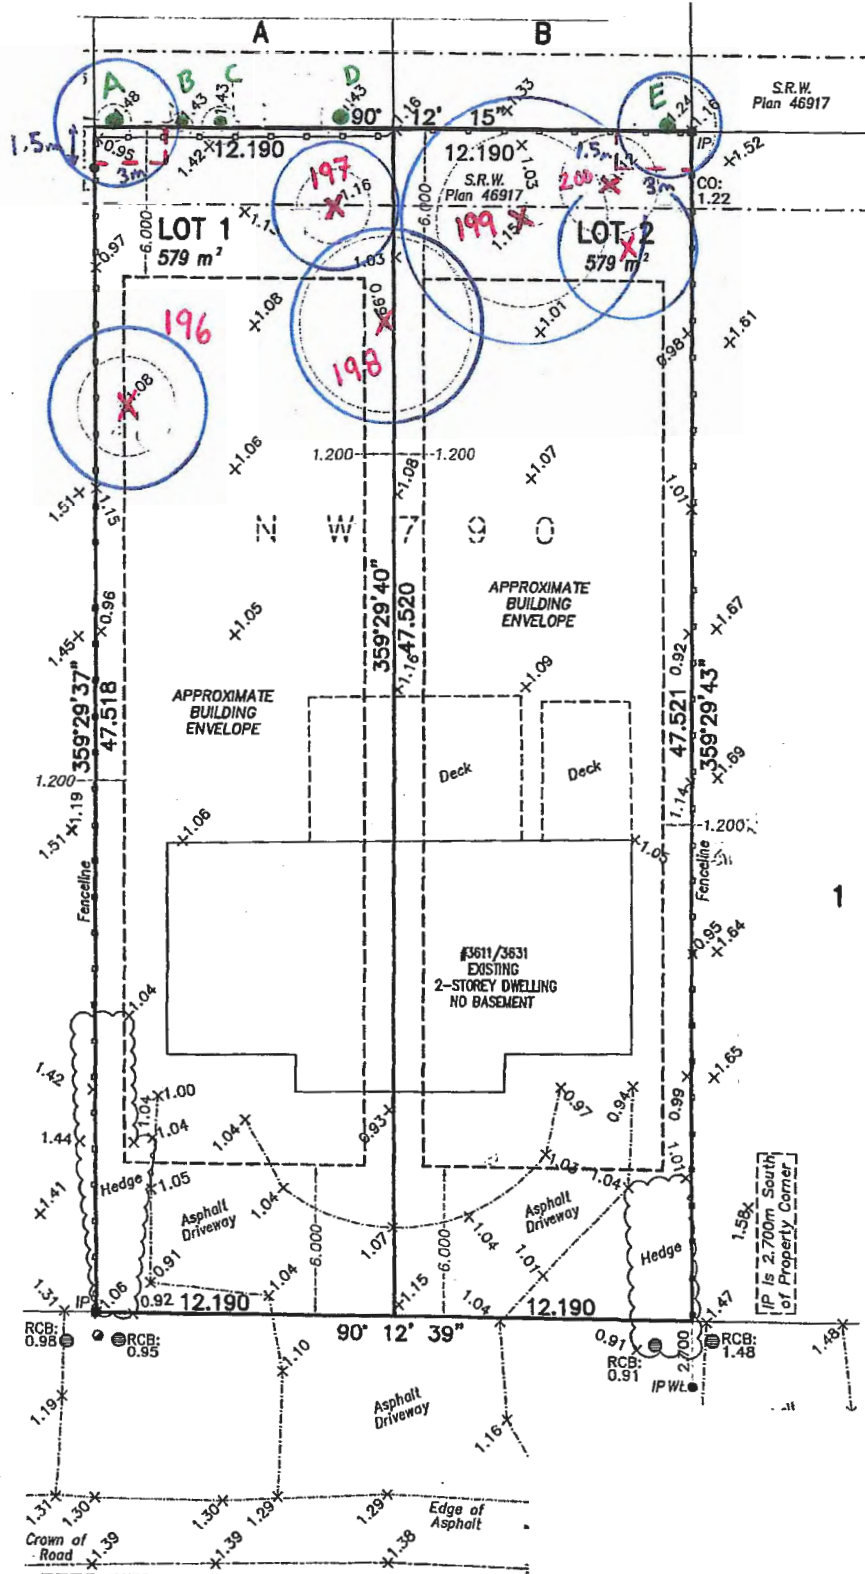 A
B
A
B
C
D
E
1.43
1.43
1.43
1.33
1.24
1.16
1.16
S.R.W.
Plan 46917
90°
12'
15"
IP
1.5m
0.95
1.42
12.190
12.190
1.03
1.5m
1.52
3m
197
1.16
S.R.W.
Plan 46917
200
3m
CO:
1.22
6.000
6.000
LOT 1
579 m²
199
1.15
LOT 2
579 m²
0.97
1.03
1.08
0.99
1.01
0.98
1.61
196
198
1.08
1.06
1.200
1.200
1.08
1.07
1.51
1.15
1.01
N W 7 9 0
APPROXIMATE
BUILDING
ENVELOPE
1.05
0.96
1.45
359°29'40"
47.520
1.67
0.92
359°29'37"
47.518
1.16
1.09
47.521
359°29'43"
APPROXIMATE
BUILDING
ENVELOPE
Deck
Deck
1.69
1.200
1.14
1.19
1.51
1.06
1.200
1.05
Fenceline
Fenceline
1
#3611/3631
EXISTING
2-STOREY DWELLING
NO BASEMENT
0.95
1.64
1.04
1.42
1.65
1.00
1.04
1.04
1.44
1.04
0.93
0.97
0.94
0.99
1.03
1.01
1.41
Hedge
1.05
Asphalt
Driveway
1.04
1.04
Asphalt
Driveway
1.04
1.58
IP is 2.700m South
of Property Corner
6.000
1.07
6.000
1.01
Hedge
0.91
1.04
1.31
IP
1.06
0.92
12.190
1.15
1.04
12.190
1.47
90° 12' 39"
RCB:
0.98
RCB:
0.95
0.91
RCB:
0.91
2.700
RCB:
1.48
1.48
1.10
IP Wt.
1.19
Asphalt
Driveway
1.16
1.31
1.30
1.30
1.29
1.29
Edge of
Asphalt
Crown of
Road
1.39
1.39
1.38